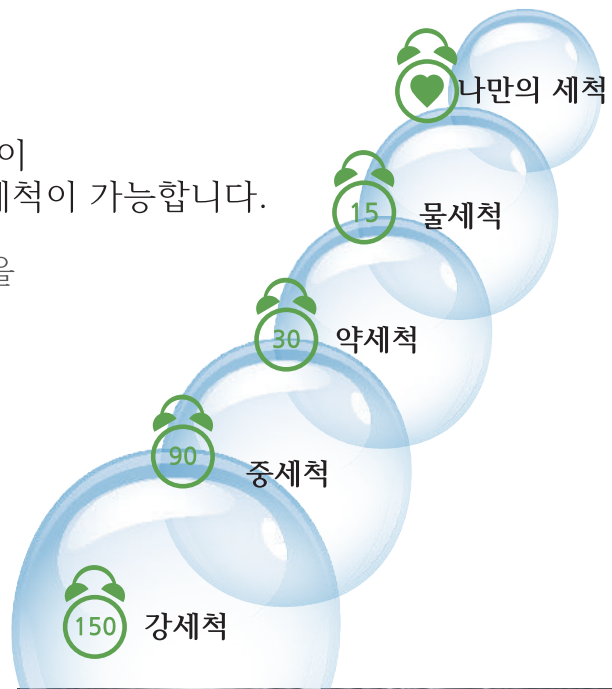 나만의 세척
이
세척이 가능합니다.
15 물세척
을
30 약세척
90 중세척
150 강세척